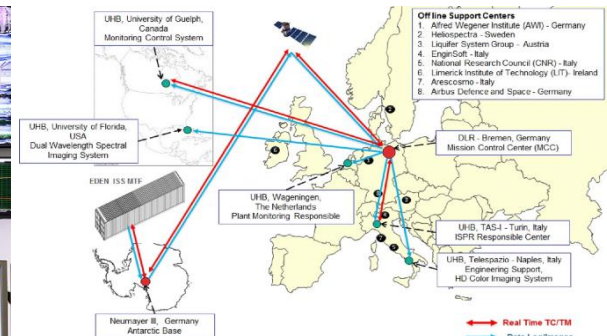 UHB, University of Guelph,
Canada
Monitoring Control System
Off line Support Centers
1. Alfred Wegener Institute (AWI) - Germany
2. Heliospectra - Sweden
3. Liquifer System Group - Austria
4. EnginSoft - Italy
5. National Research Council (CNR) - Italy
6. Limerick Institute of Technology (LIT)- Ireland
7. Arescosmo - Italy
8. Airbus Defence and Space - Germany
UHB, University of Florida,
USA
Dual Wavelength Spectral
Imaging System
DLR - Bremen, Germany
Mission Control Center (MCC)
EDEN ISS MTF
UHB, Wageningen,
The Netherlands
Plant Monitoring Responsible
UHB, TAS-I - Turin, Italy
ISPR Responsible Center
UHB, Telespazio - Naples, Italy
Engineering Support,
HD Color Imaging System
Neumayer III, Germany
Antarctic Base
Real Time TC/TM